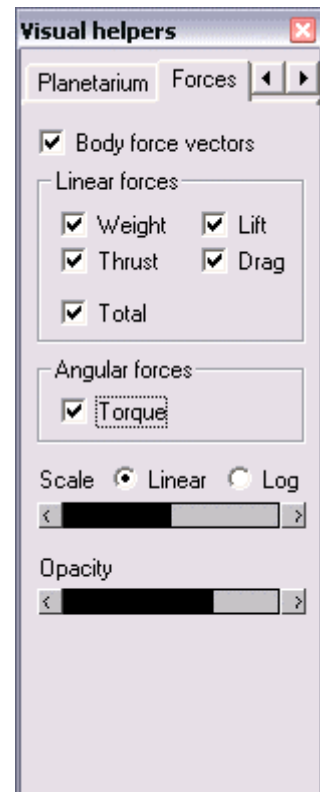 Visual helpers
Planetarium Forces
Body force vectors
Linear forces
Weight Lift
Thrust Drag
Total
Angular forces
Torque
Scale Linear Log
Opacity